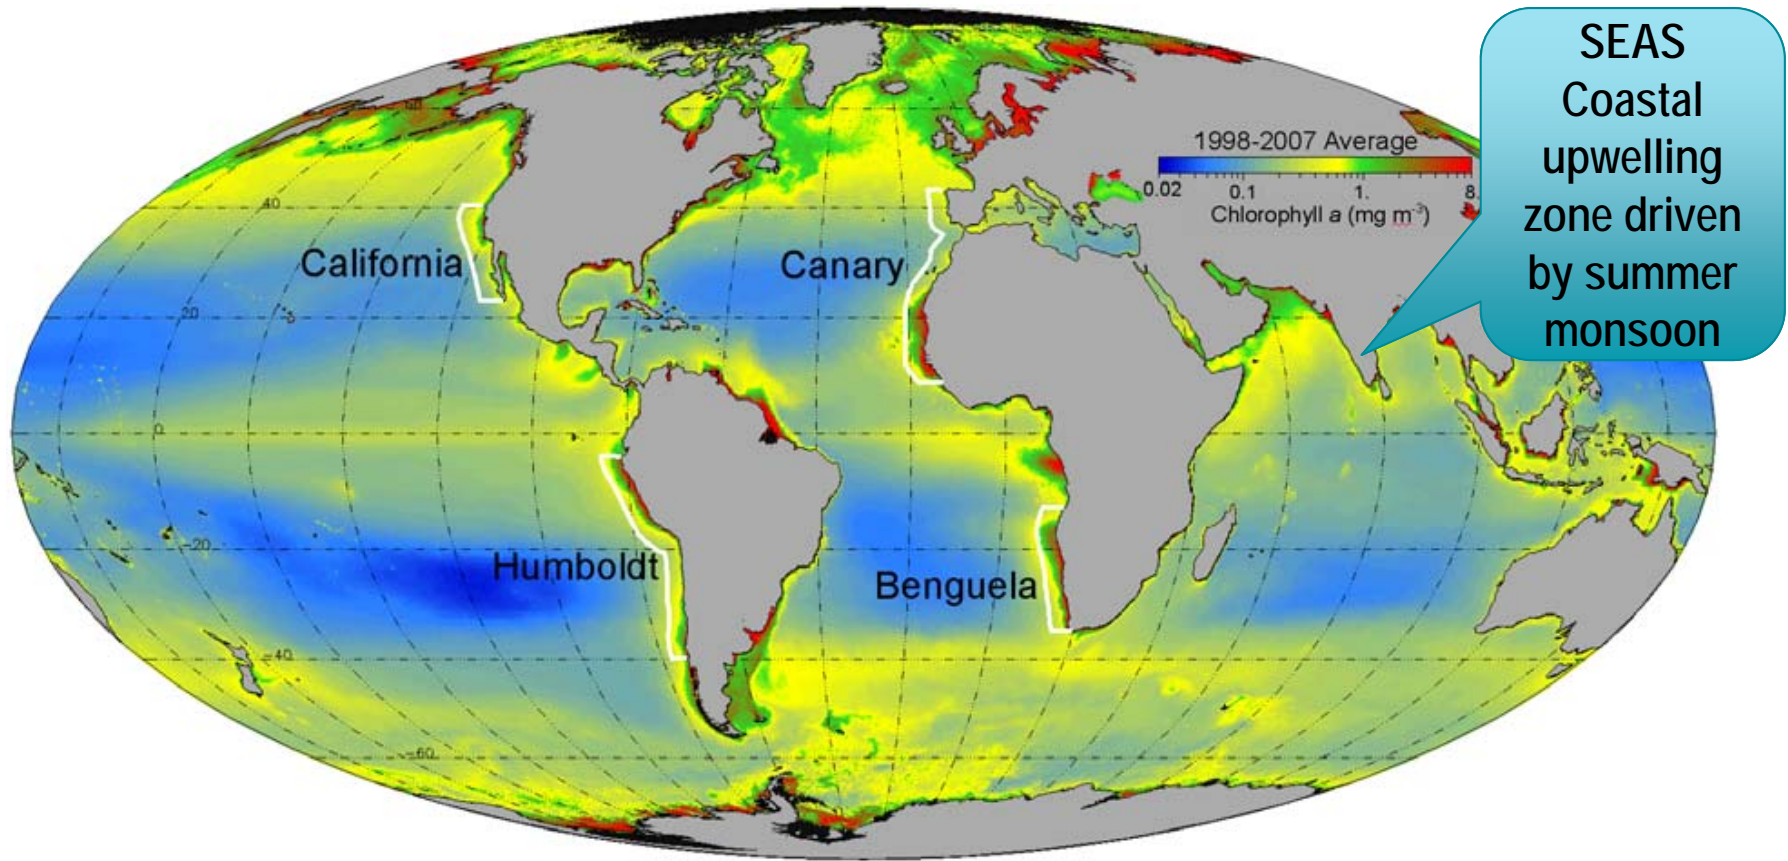 SEAS
Coastal
upwelling
zone driven
by summer
monsoon
1998-2007 Average
0.02 0.1 1. 8.
Chlorophyll a (mg m-3)
60
40
California
Canary
20
0
-20
Humboldt
Benguela
-40
-60